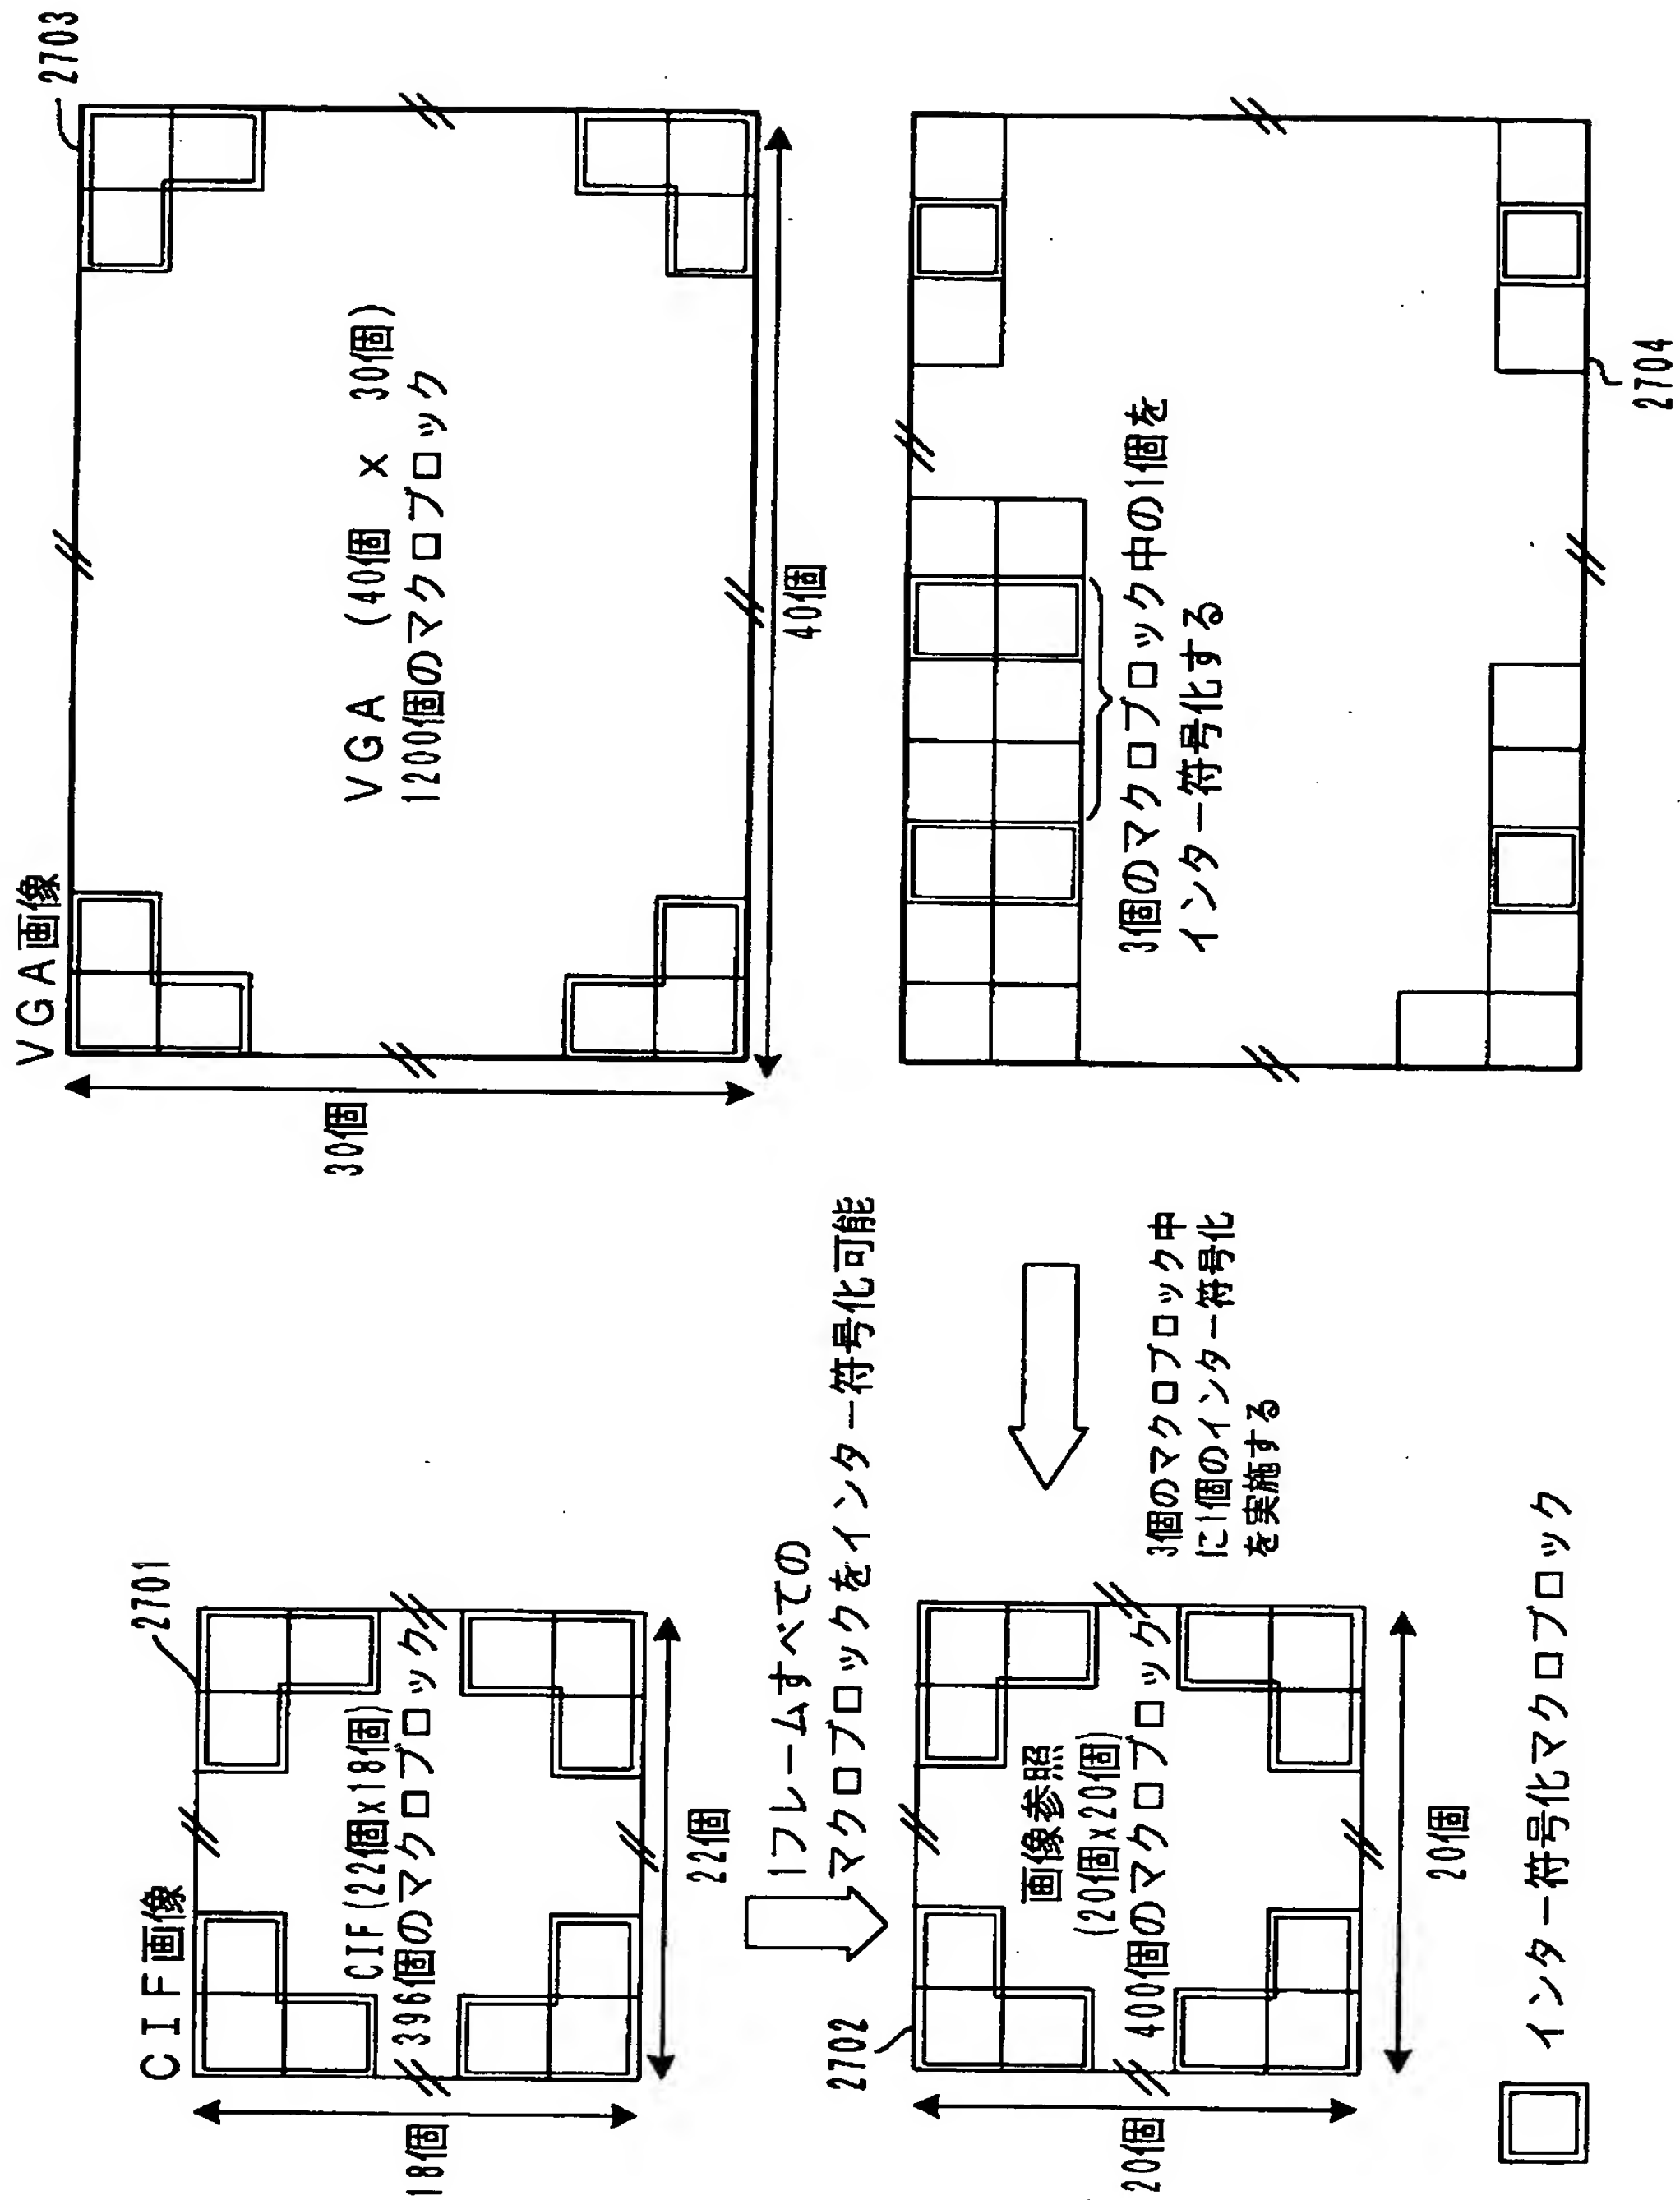 CIF画像
2701
18個
CIF(22個x18個)
396個のマクロブロック
22個
1フレームすべての
マクロブロックをインター符号化可能
2702
20個
画像参照
(20個x20個)
400個のマクロブロック
20個
3個のマクロブロック中
に1個のインター符号化
を実施する
インター符号化マクロブロック
VGA画像
2703
30個
VGA (40個 x 30個)
1200個のマクロブロック
40個
3個のマクロブロック中の1個を
インター符号化する
2704